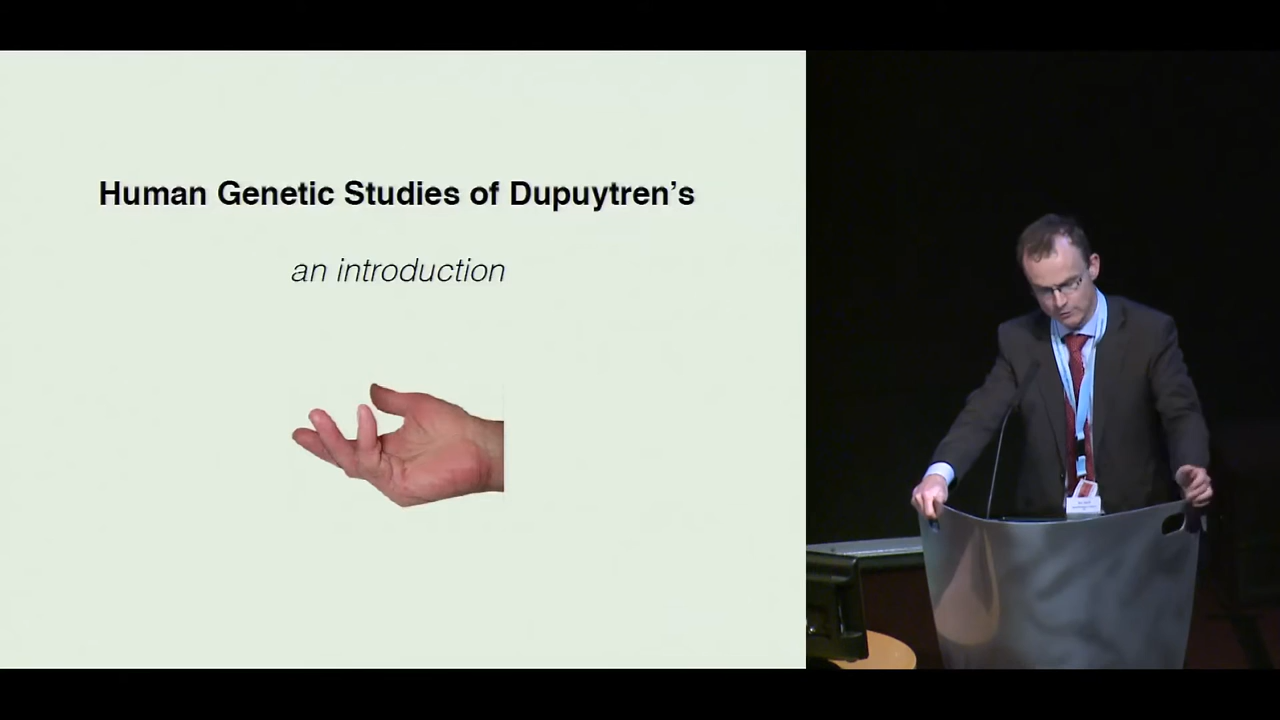 Human Genetic Studies of Dupuytren’s
an introduction